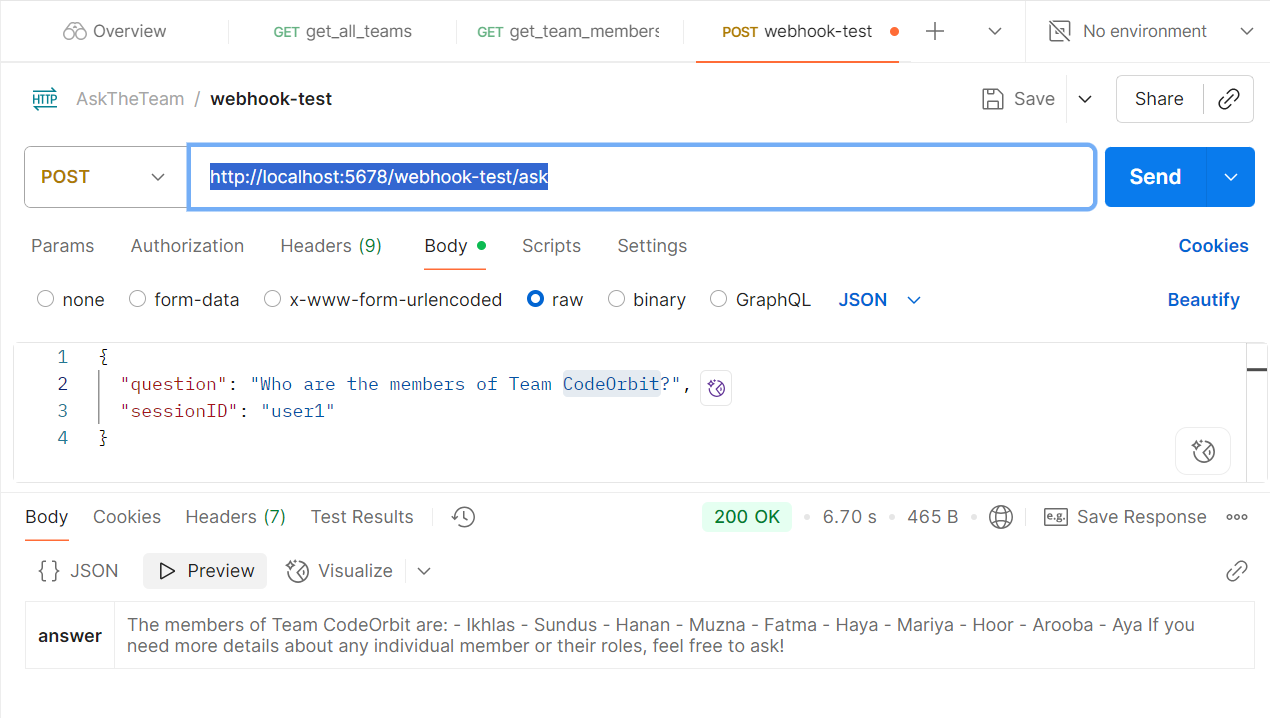 Overview GET get_all_teams GET get_team_members POST webhook-test No environment
HTTP AskTheTeam / webhook-test Save Share
POST http://localhost:5678/webhook-test/ask Send
Params Authorization Headers (9) Body Scripts Settings Cookies
none form-data x-www-form-urlencoded raw binary GraphQL JSON Beautify
1 {
2 "question": "Who are the members of Team CodeOrbit?",
3 "sessionID": "user1"
4 }
Body Cookies Headers (7) Test Results 200 OK • 6.70 s • 465 B • e.g. Save Response
{} JSON Preview Visualize
answer
The members of Team CodeOrbit are: - Ikhlas - Sundus - Hanan - Muzna - Fatma - Haya - Mariya - Hoor - Arooba - Aya If you
need more details about any individual member or their roles, feel free to ask!